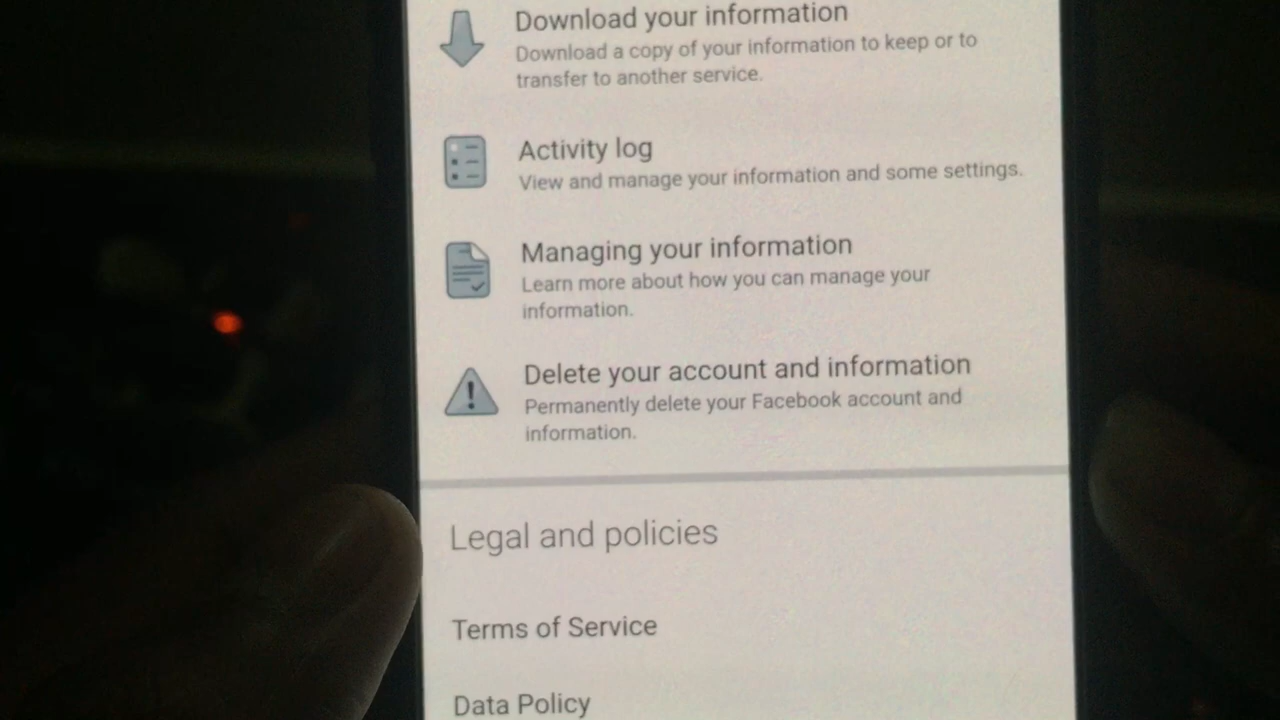 Download your information
Download a copy of your information to keep or to
transfer to another service.
Activity log
View and manage your information and some settings.
Managing your information
Learn more about how you can manage your
information.
Delete your account and information
Permanently delete your Facebook account and
information.
Legal and policies
Terms of Service
Data Policy